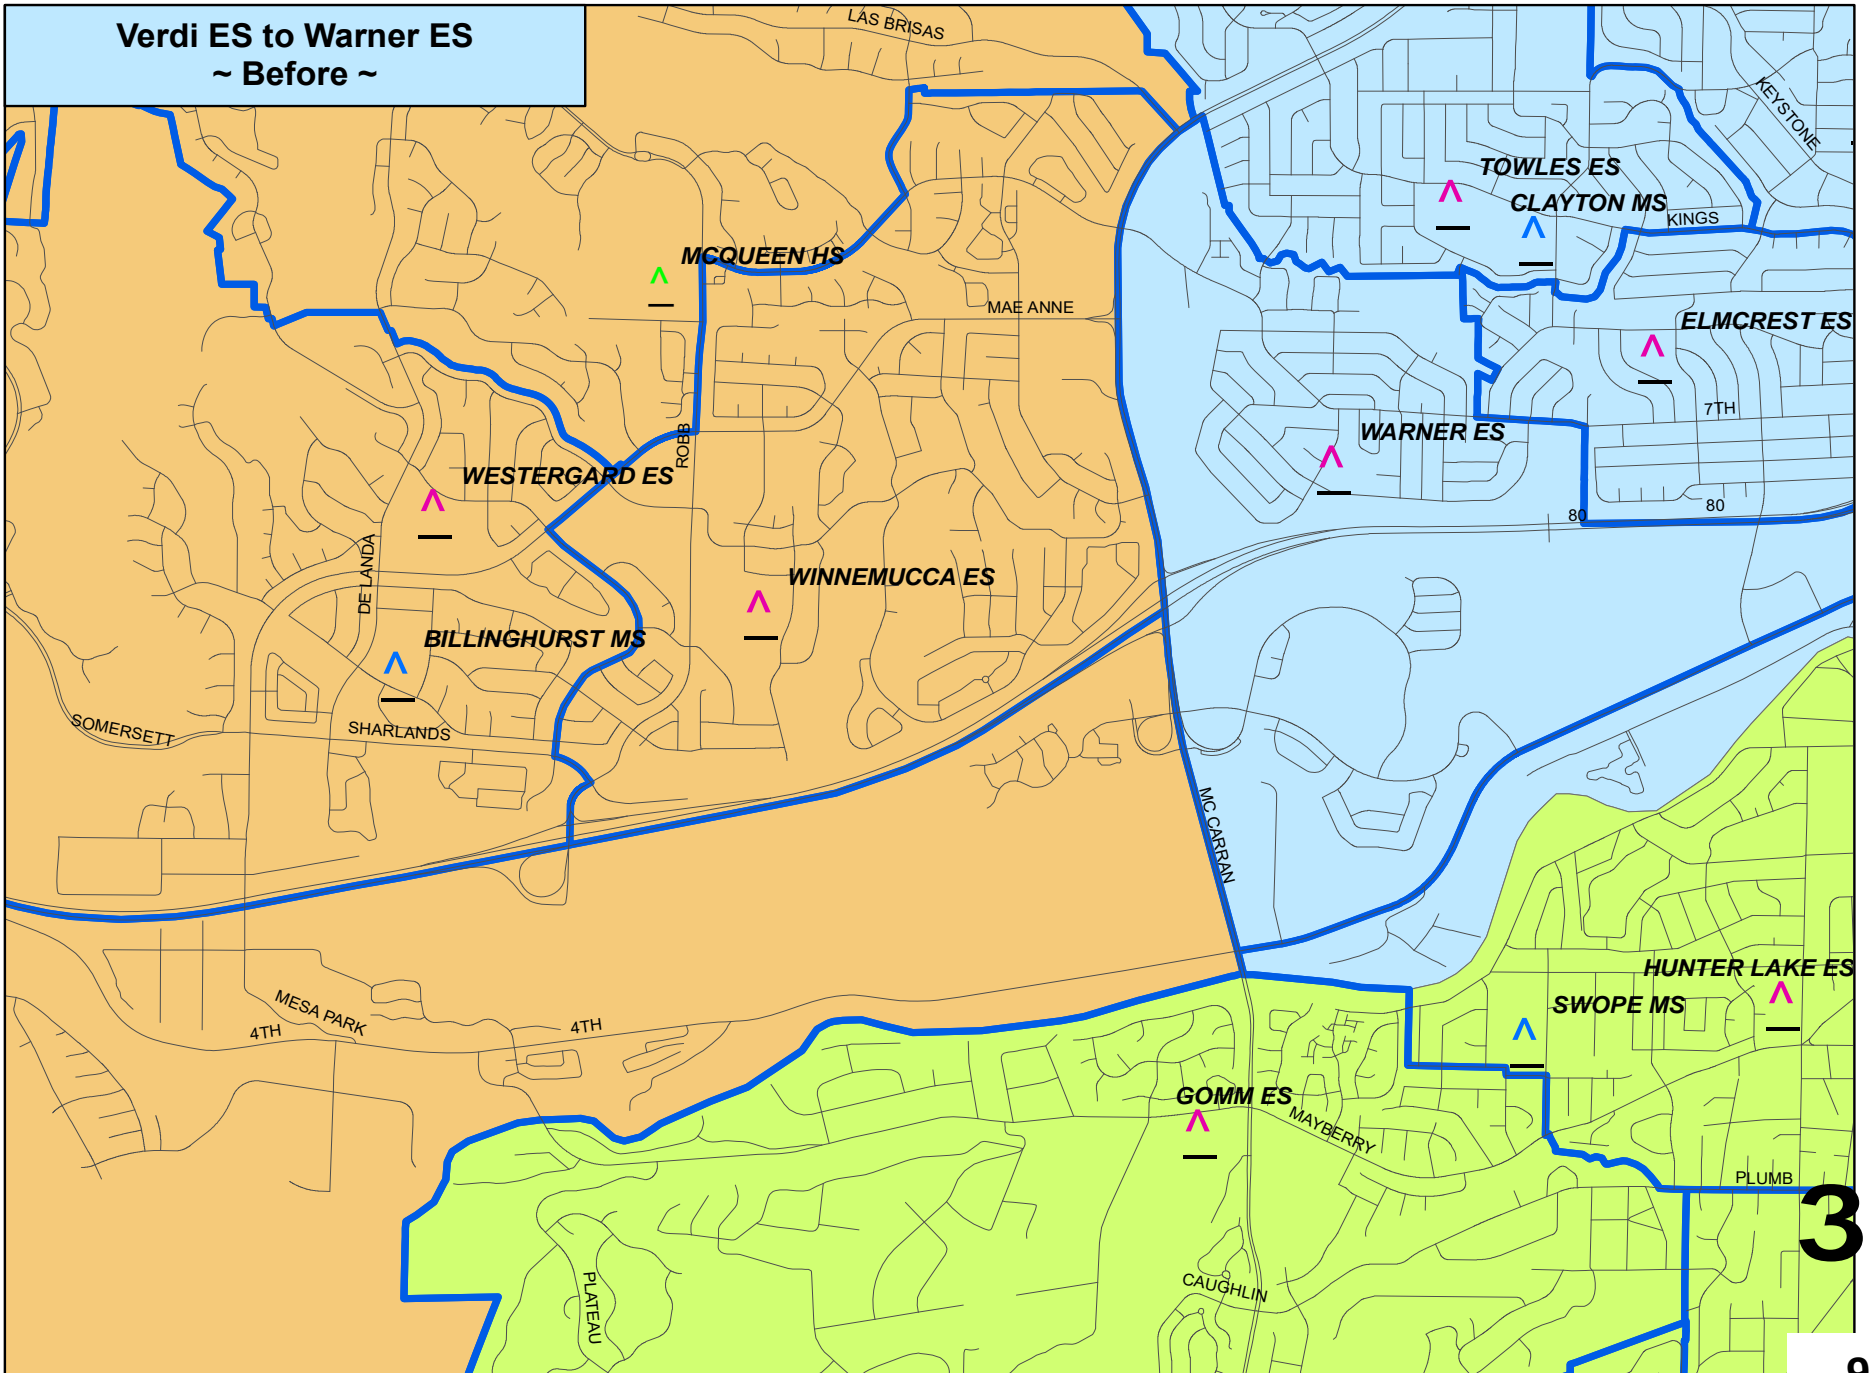 Verdi ES to Warner ES
~ Before ~
LAS BRISAS
KEYSTONE
TOWLES ES
CLAYTON MS
KINGS
MCQUEEN HS
MAE ANNE
ELMCREST ES
7TH
WARNER ES
ROBB
WESTERGARD ES
80
80
DE LANDA
WINNEMUCCA ES
BILLINGHURST MS
SOMERSETT
SHARLANDS
MC CARRAN
HUNTER LAKE ES
SWOPE MS
MESA PARK
4TH
4TH
GOMM ES
MAYBERRY
PLUMB
3
CAUGHLIN
PLATEAU
9